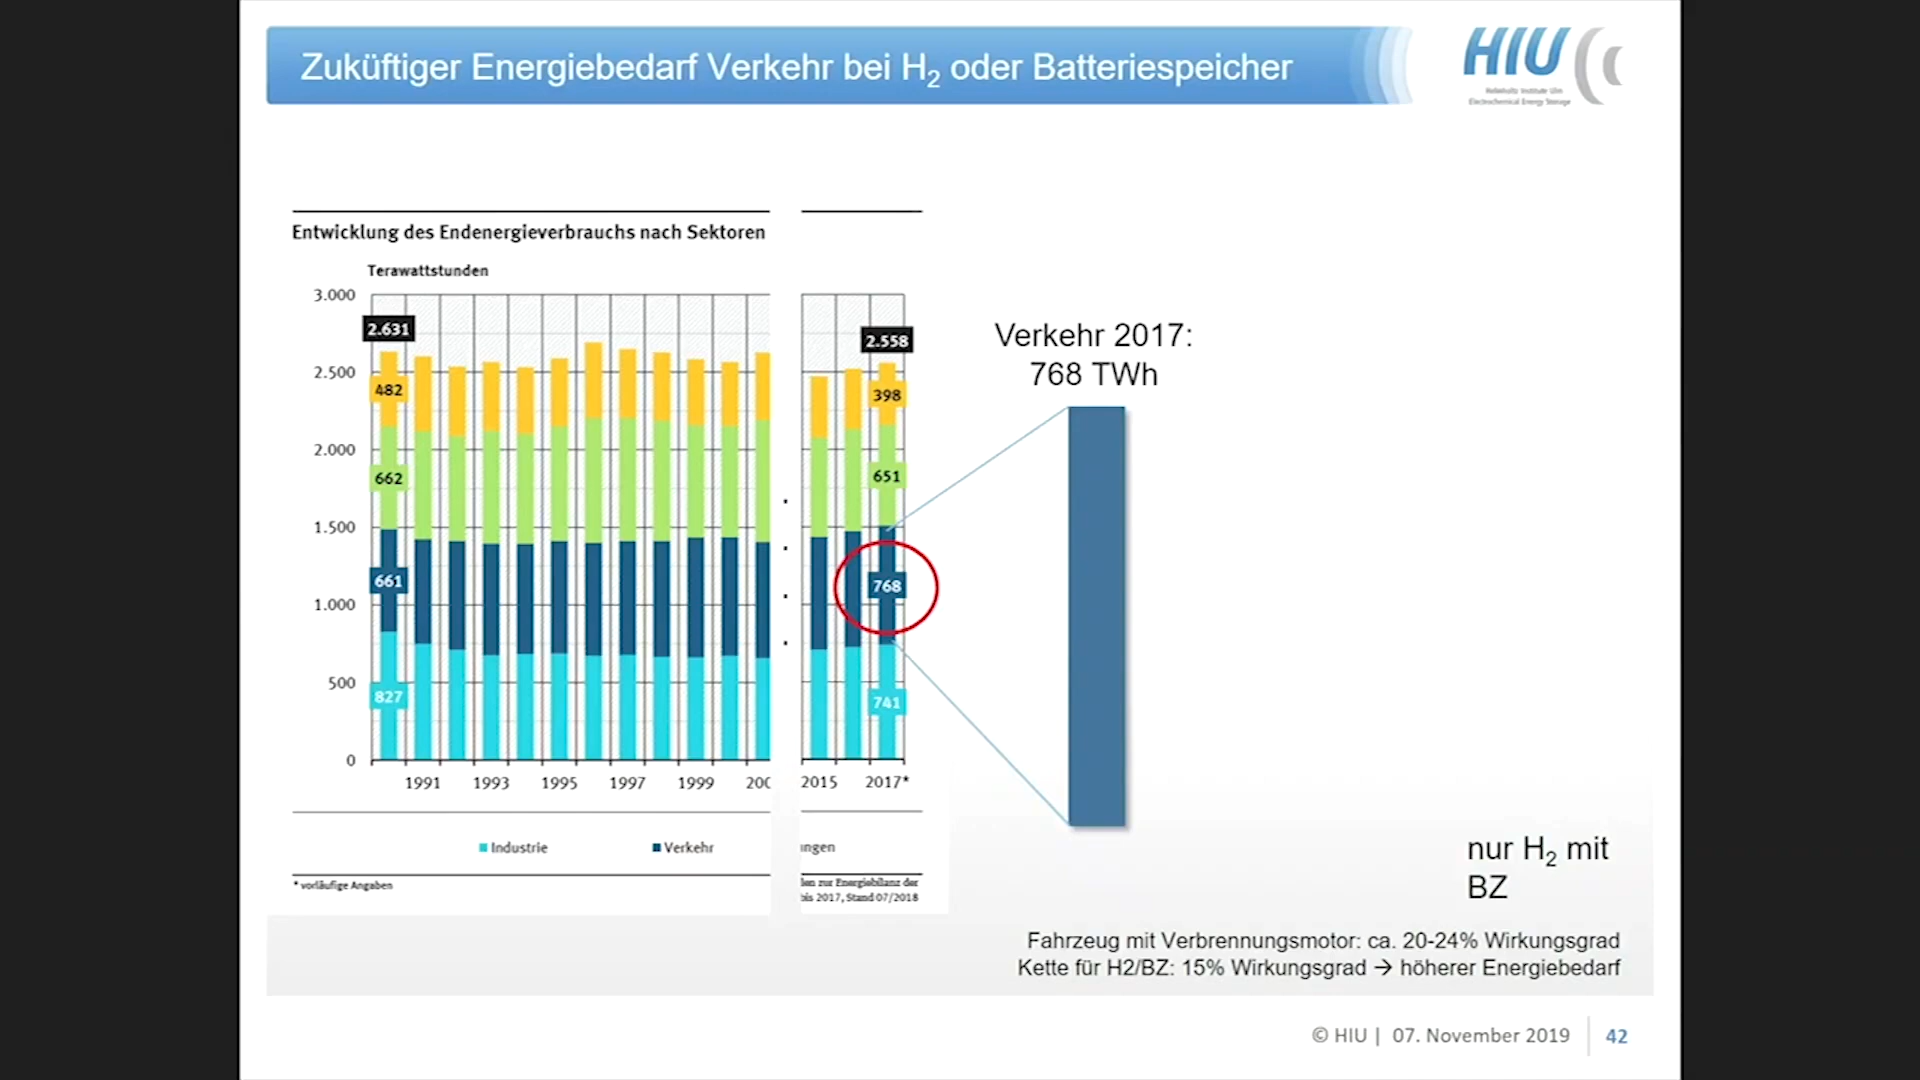 Zuküftiger Energiebedarf Verkehr bei H2 oder Batteriespeicher
HIU
Helmholtz Institute Ulm
Electrochemical Energy Storage
Entwicklung des Endenergieverbrauchs nach Sektoren
Terawattstunden
3.000
2.500
2.000
1.500
1.000
500
0
2.631
482
662
661
827
2.558
398
651
768
741
1991
1993
1995
1997
1999
200
2015
2017*
Industrie
Verkehr
ungen
* vorläufige Angaben
len zur Energiebilanz der
bis 2017, Stand 07/2018
Verkehr 2017:
768 TWh
nur H2 mit
BZ
Fahrzeug mit Verbrennungsmotor: ca. 20-24% Wirkungsgrad
Kette für H2/BZ: 15% Wirkungsgrad → höherer Energiebedarf
© HIU | 07. November 2019
42